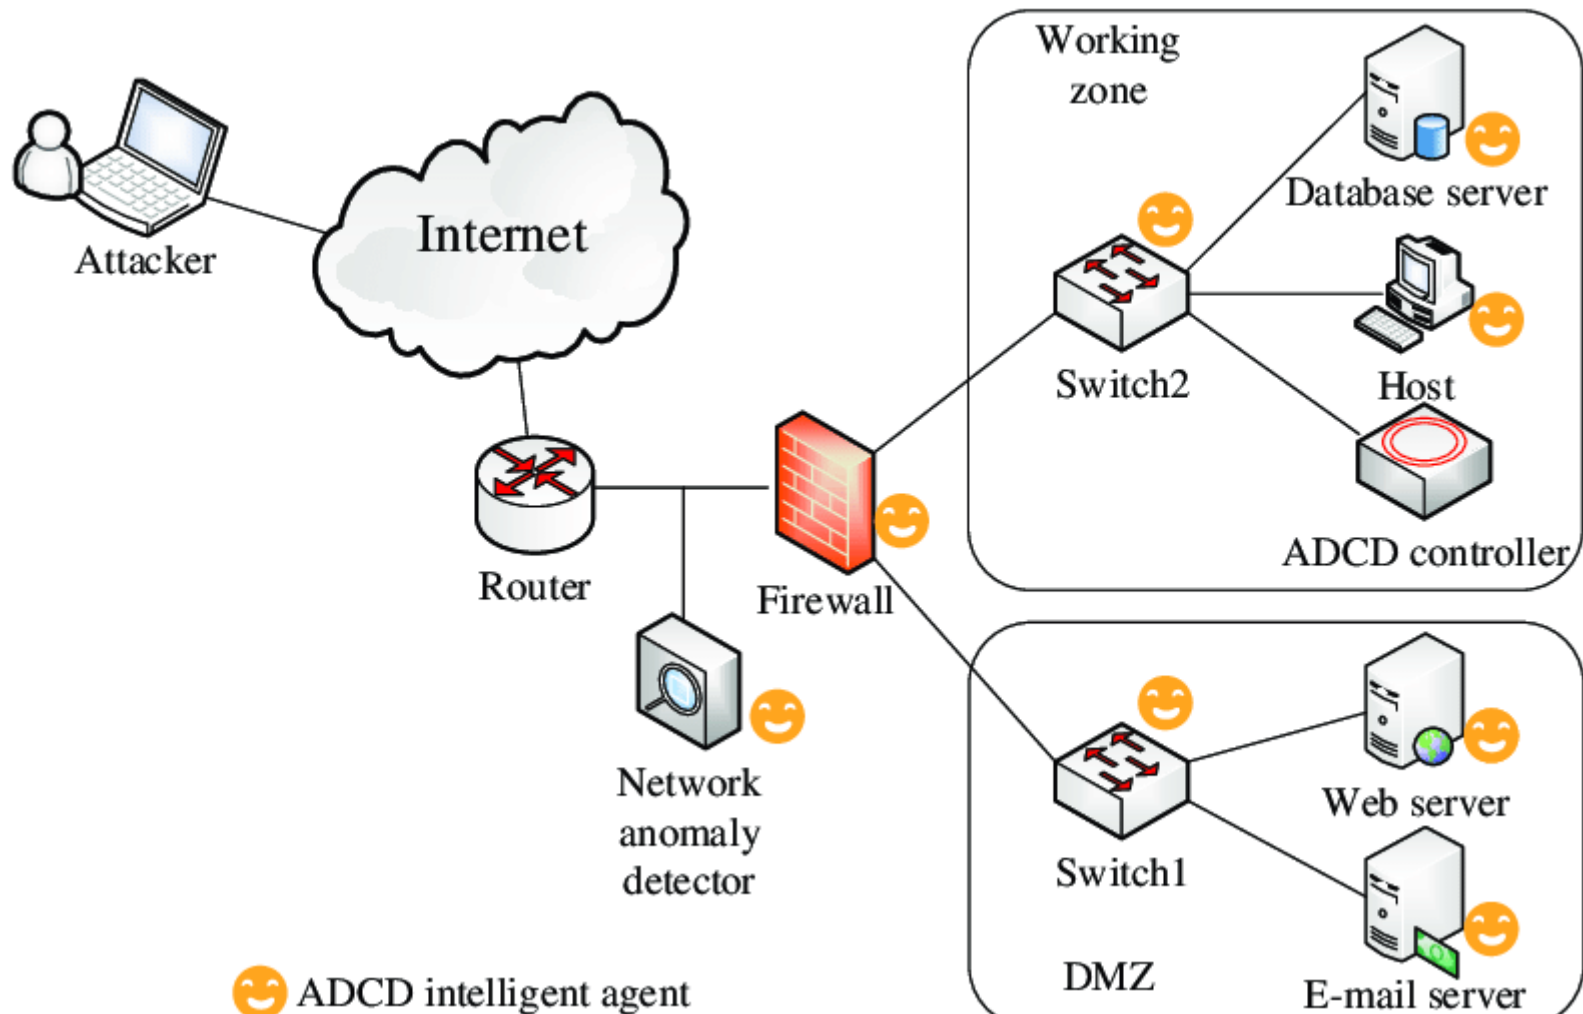 Working
zone
Attacker
Internet
Database server
Switch2
Host
ADCD controller
Router
Firewall
Network
anomaly
detector
Switch1
Web server
DMZ
E-mail server
ADCD intelligent agent